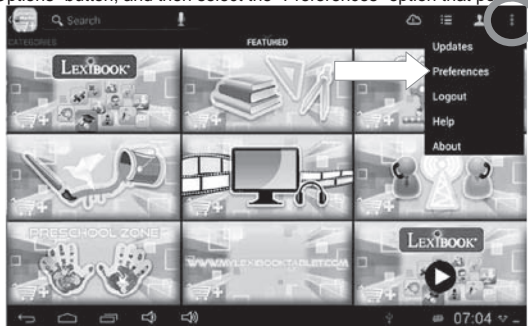 options" button, and then select the "Preferences" option that p
Search
CATEGORIES
FEATURED
Updates
Preferences
Logout
Help
About
LEXIBOOK®
PRESCHOOL ZONE
WWW.MYLEXIBOOKTABLET.COM
LEXIBOOK®
07:04